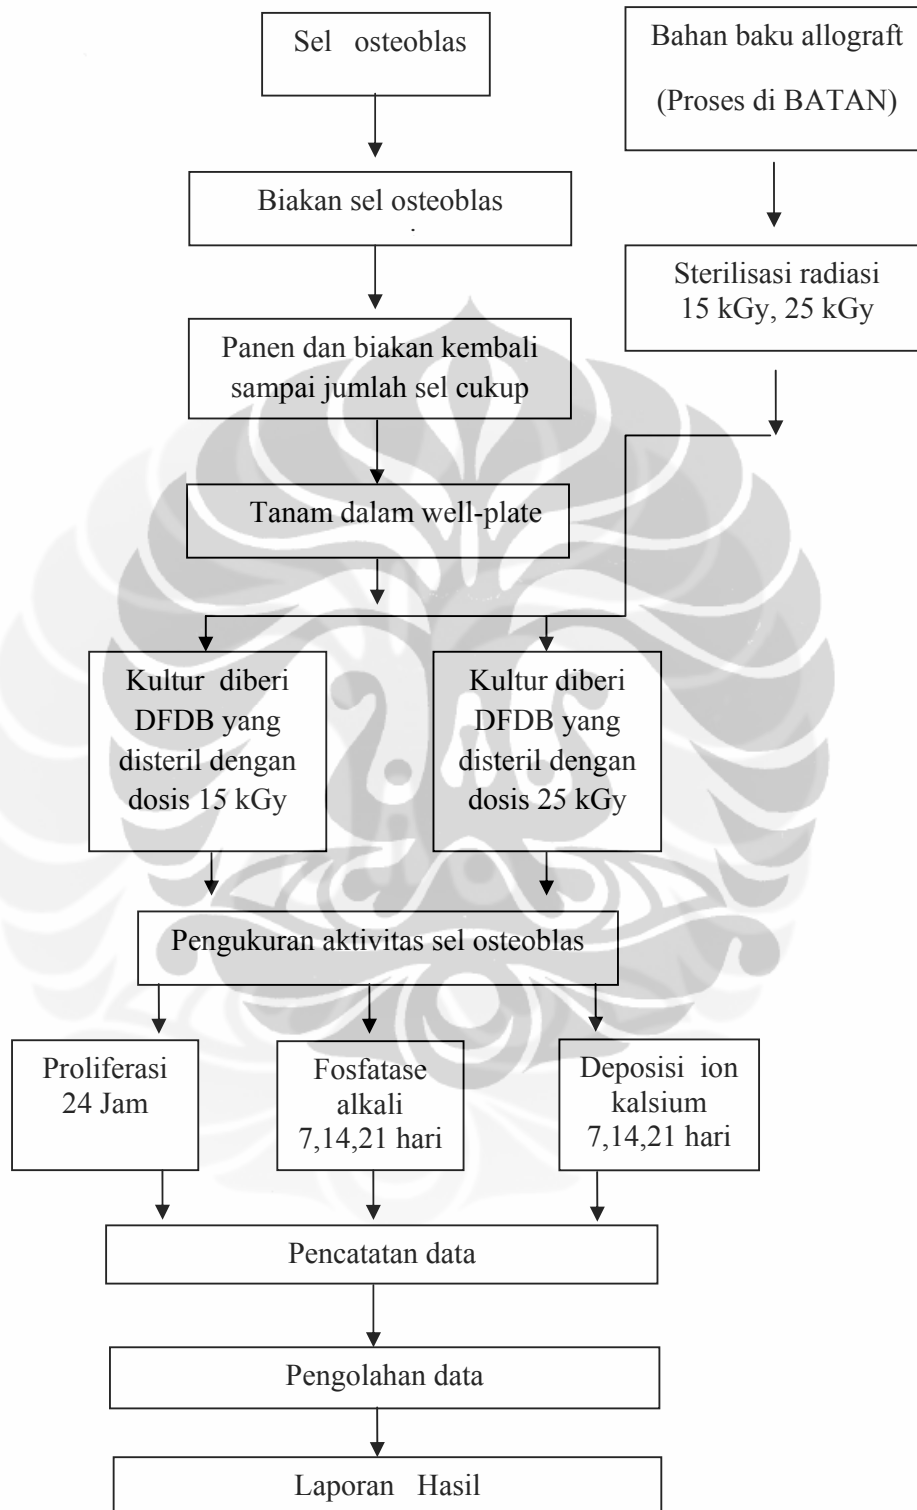 Sel osteoblas
Bahan baku allograft
(Proses di BATAN)
Biakan sel osteoblas
Sterilisasi radiasi
15 kGy, 25 kGy
Panen dan biakan kembali
sampai jumlah sel cukup
Tanam dalam well-plate
Kultur diberi
DFDB yang
disteril dengan
dosis 15 kGy
Kultur diberi
DFDB yang
disteril dengan
dosis 25 kGy
Pengukuran aktivitas sel osteoblas
Proliferasi
24 Jam
Fosfatase
alkali
7,14,21 hari
Deposisi ion
kalsium
7,14,21 hari
Pencatatan data
Pengolahan data
Laporan Hasil